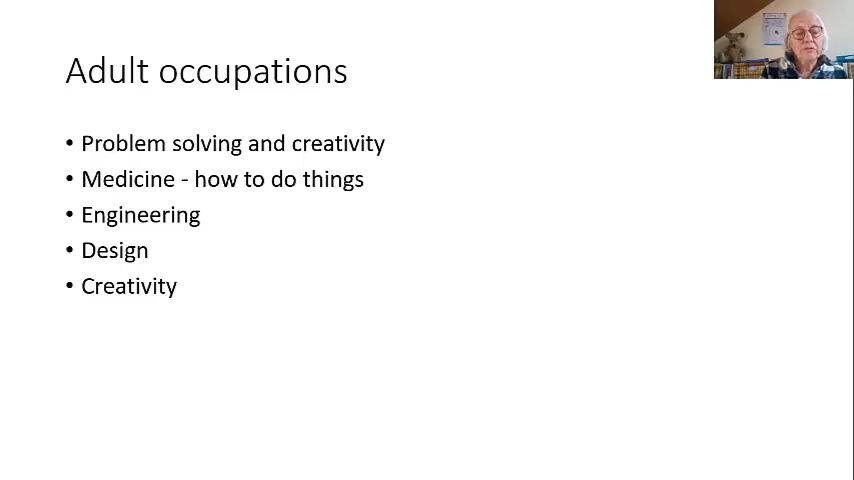 Adult occupations
• Problem solving and creativity
• Medicine - how to do things
• Engineering
• Design
• Creativity